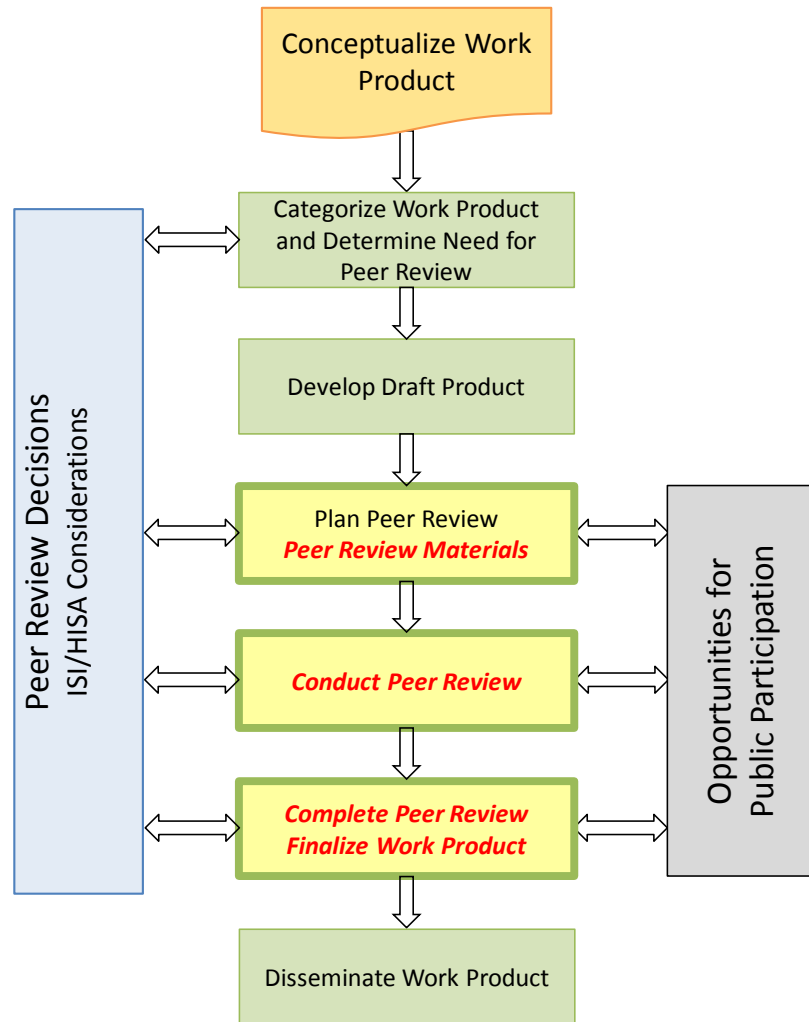 Conceptualize Work
Product
Categorize Work Product
and Determine Need for
Peer Review
Develop Draft Product
Peer Review Decisions
ISI/HISA Considerations
Plan Peer Review
Peer Review Materials
Opportunities for
Public Participation
Conduct Peer Review
Complete Peer Review
Finalize Work Product
Disseminate Work Product